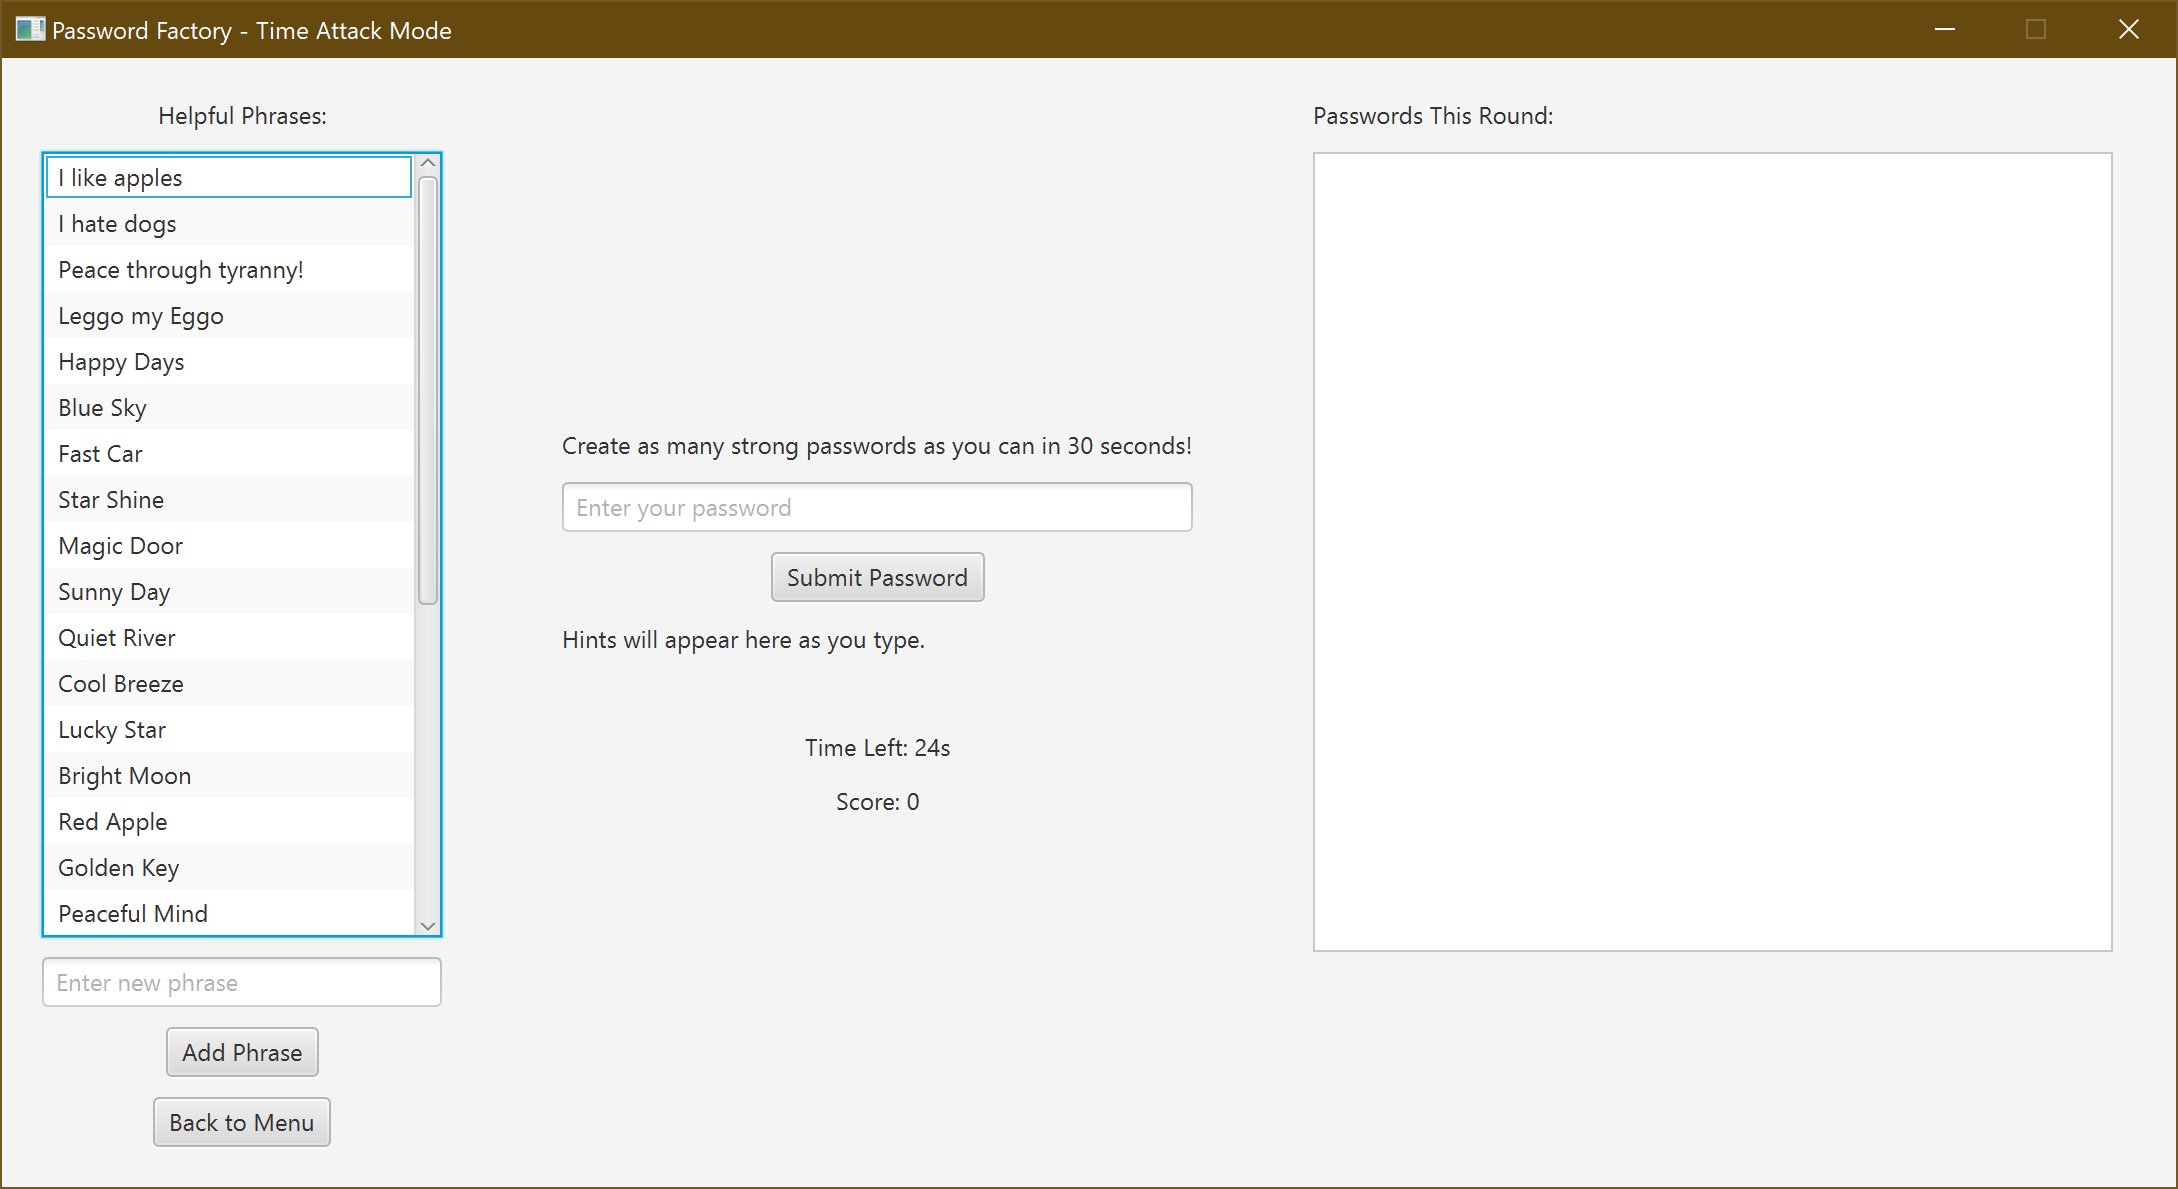 Password Factory - Time Attack Mode
Helpful Phrases:
I like apples
I hate dogs
Peace through tyranny!
Leggo my Eggo
Happy Days
Blue Sky
Fast Car
Star Shine
Magic Door
Sunny Day
Quiet River
Cool Breeze
Lucky Star
Bright Moon
Red Apple
Golden Key
Peaceful Mind
Enter new phrase
Add Phrase
Back to Menu
Create as many strong passwords as you can in 30 seconds!
Enter your password
Submit Password
Hints will appear here as you type.
Time Left: 24s
Score: 0
Passwords This Round: